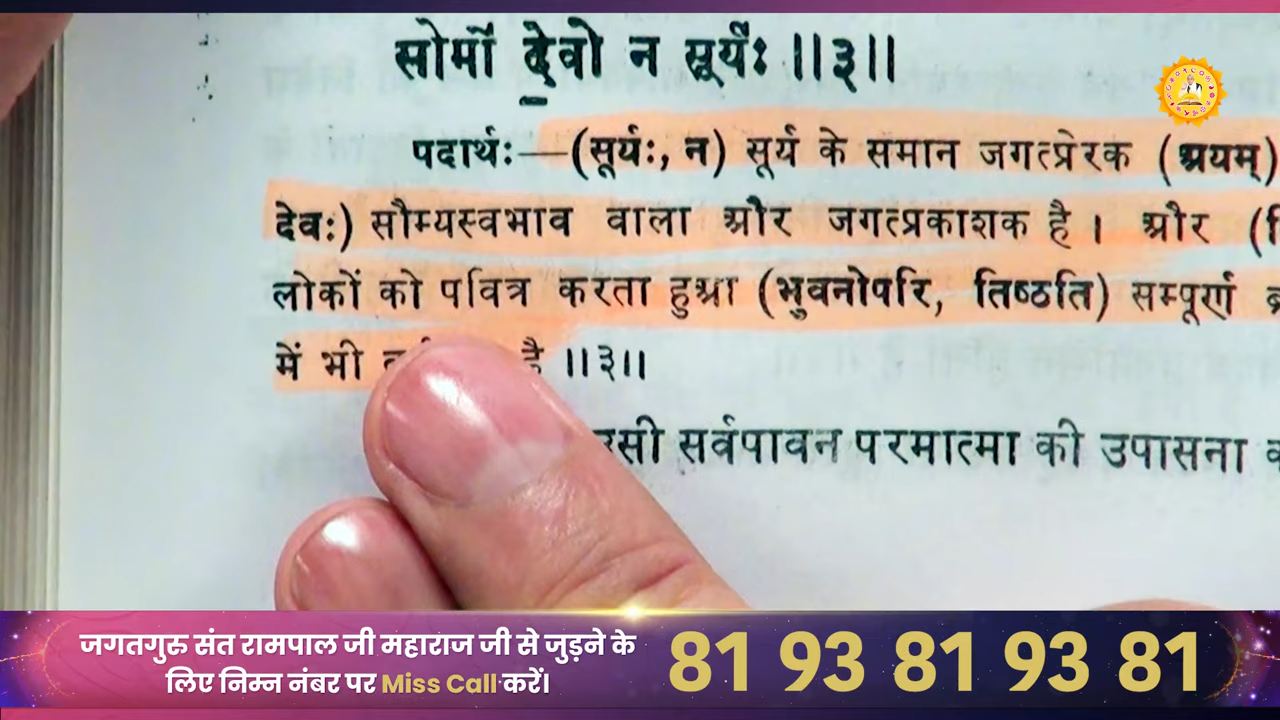 सोमो॑ दे॒वो न सूर्यः॑ ॥३॥
पदार्थः—(सूर्यः, न) सूर्य के समान जगत्प्रेरक (अयम्)
देवः) सौम्यस्वभाव वाला और जगत्प्रकाशक है । और
लोकों को पवित्र करता हुआ (भुवनोपरि, तिष्ठति) सम्पूर्ण
में भी है ॥३॥
सर्वपावन परमात्मा की उपासना
जगतगुरु संत रामपाल जी महाराज जी से जुड़ने के
लिए निम्न नंबर पर Miss Call करें।
81 93 81 93 81